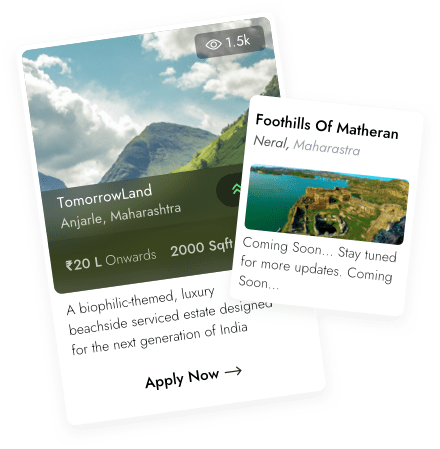 1.5k
TomorrowLand
Anjarle, Maharashtra
₹20 L Onwards 2000 Sqft
A biophilic-themed, luxury
beachside serviced estate designed
for the next generation of India
Apply Now →
Foothills Of Matheran
Neral, Maharastra
Coming Soon... Stay tuned
for more updates. Coming
Soon...